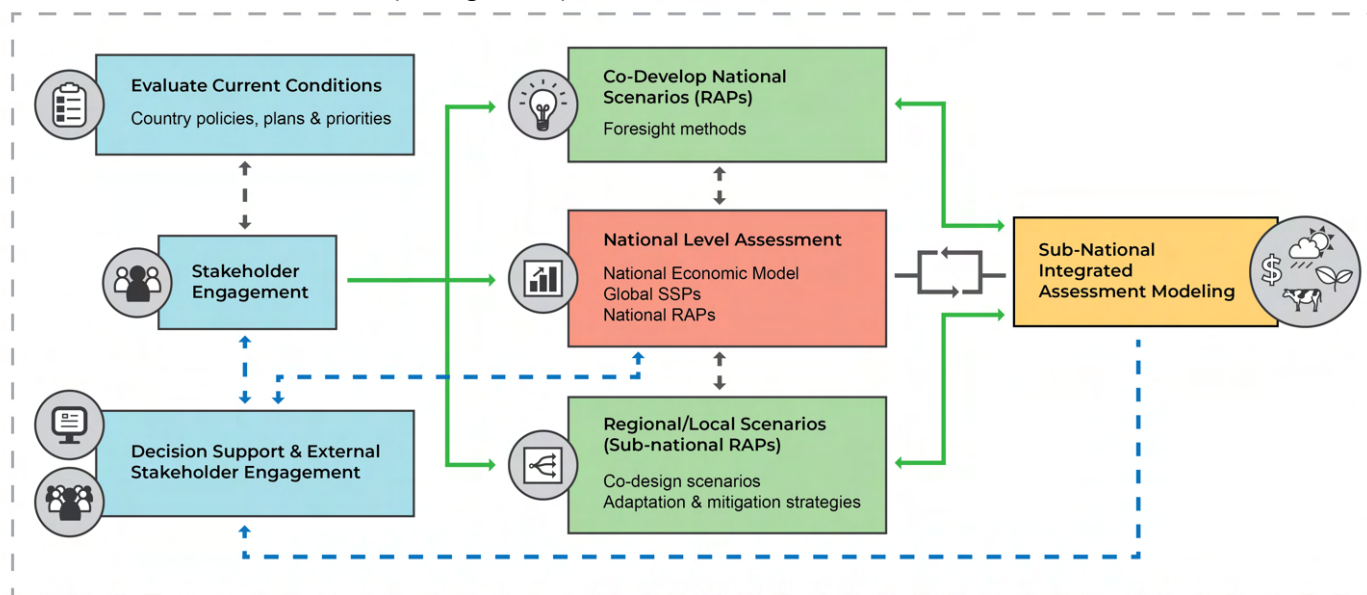 Evaluate Current Conditions
Country policies, plans & priorities
Stakeholder
Engagement
Decision Support & External
Stakeholder Engagement
Co-Develop National
Scenarios (RAPs)
Foresight methods
National Level Assessment
National Economic Model
Global SSPs
National RAPs
Regional/Local Scenarios
(Sub-national RAPs)
Co-design scenarios
Adaptation & mitigation strategies
Sub-National
Integrated
Assessment Modeling
$